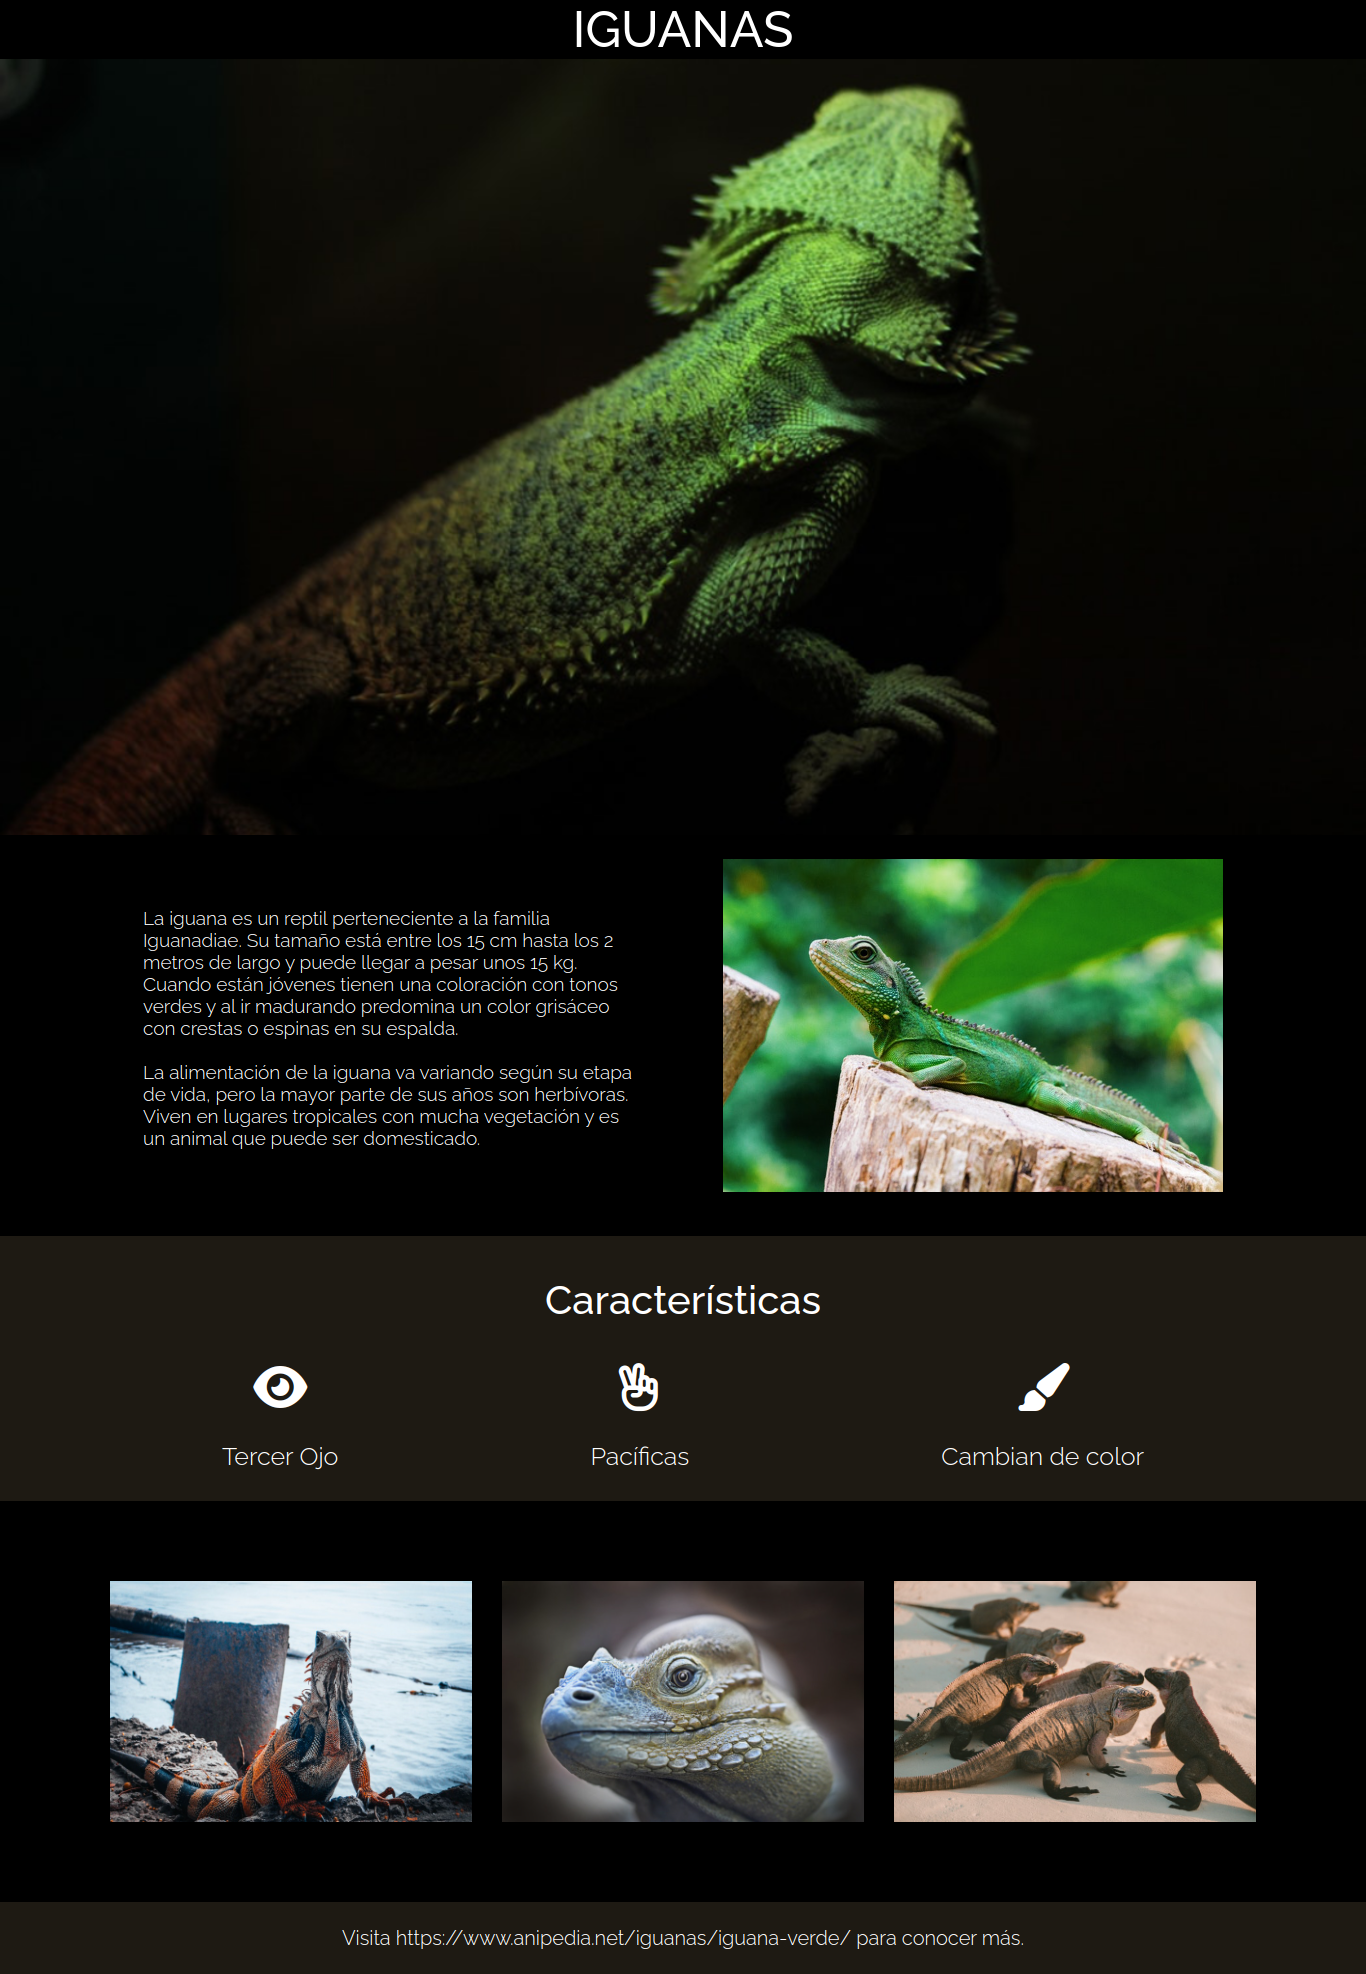 IGUANAS
La iguana es un reptil perteneciente a la familia
Iguanadiae. Su tamaño está entre los 15 cm hasta los 2
metros de largo y puede llegar a pesar unos 15 kg.
Cuando están jóvenes tienen una coloración con tonos
verdes y al ir madurando predomina un color grisáceo
con crestas o espinas en su espalda.
La alimentación de la iguana va variando según su etapa
de vida, pero la mayor parte de sus años son herbívoras.
Viven en lugares tropicales con mucha vegetación y es
un animal que puede ser domesticado.
Características
Tercer Ojo
Pacíficas
Cambian de color
Visita https://www.anipedia.net/iguanas/iguana-verde/ para conocer más.